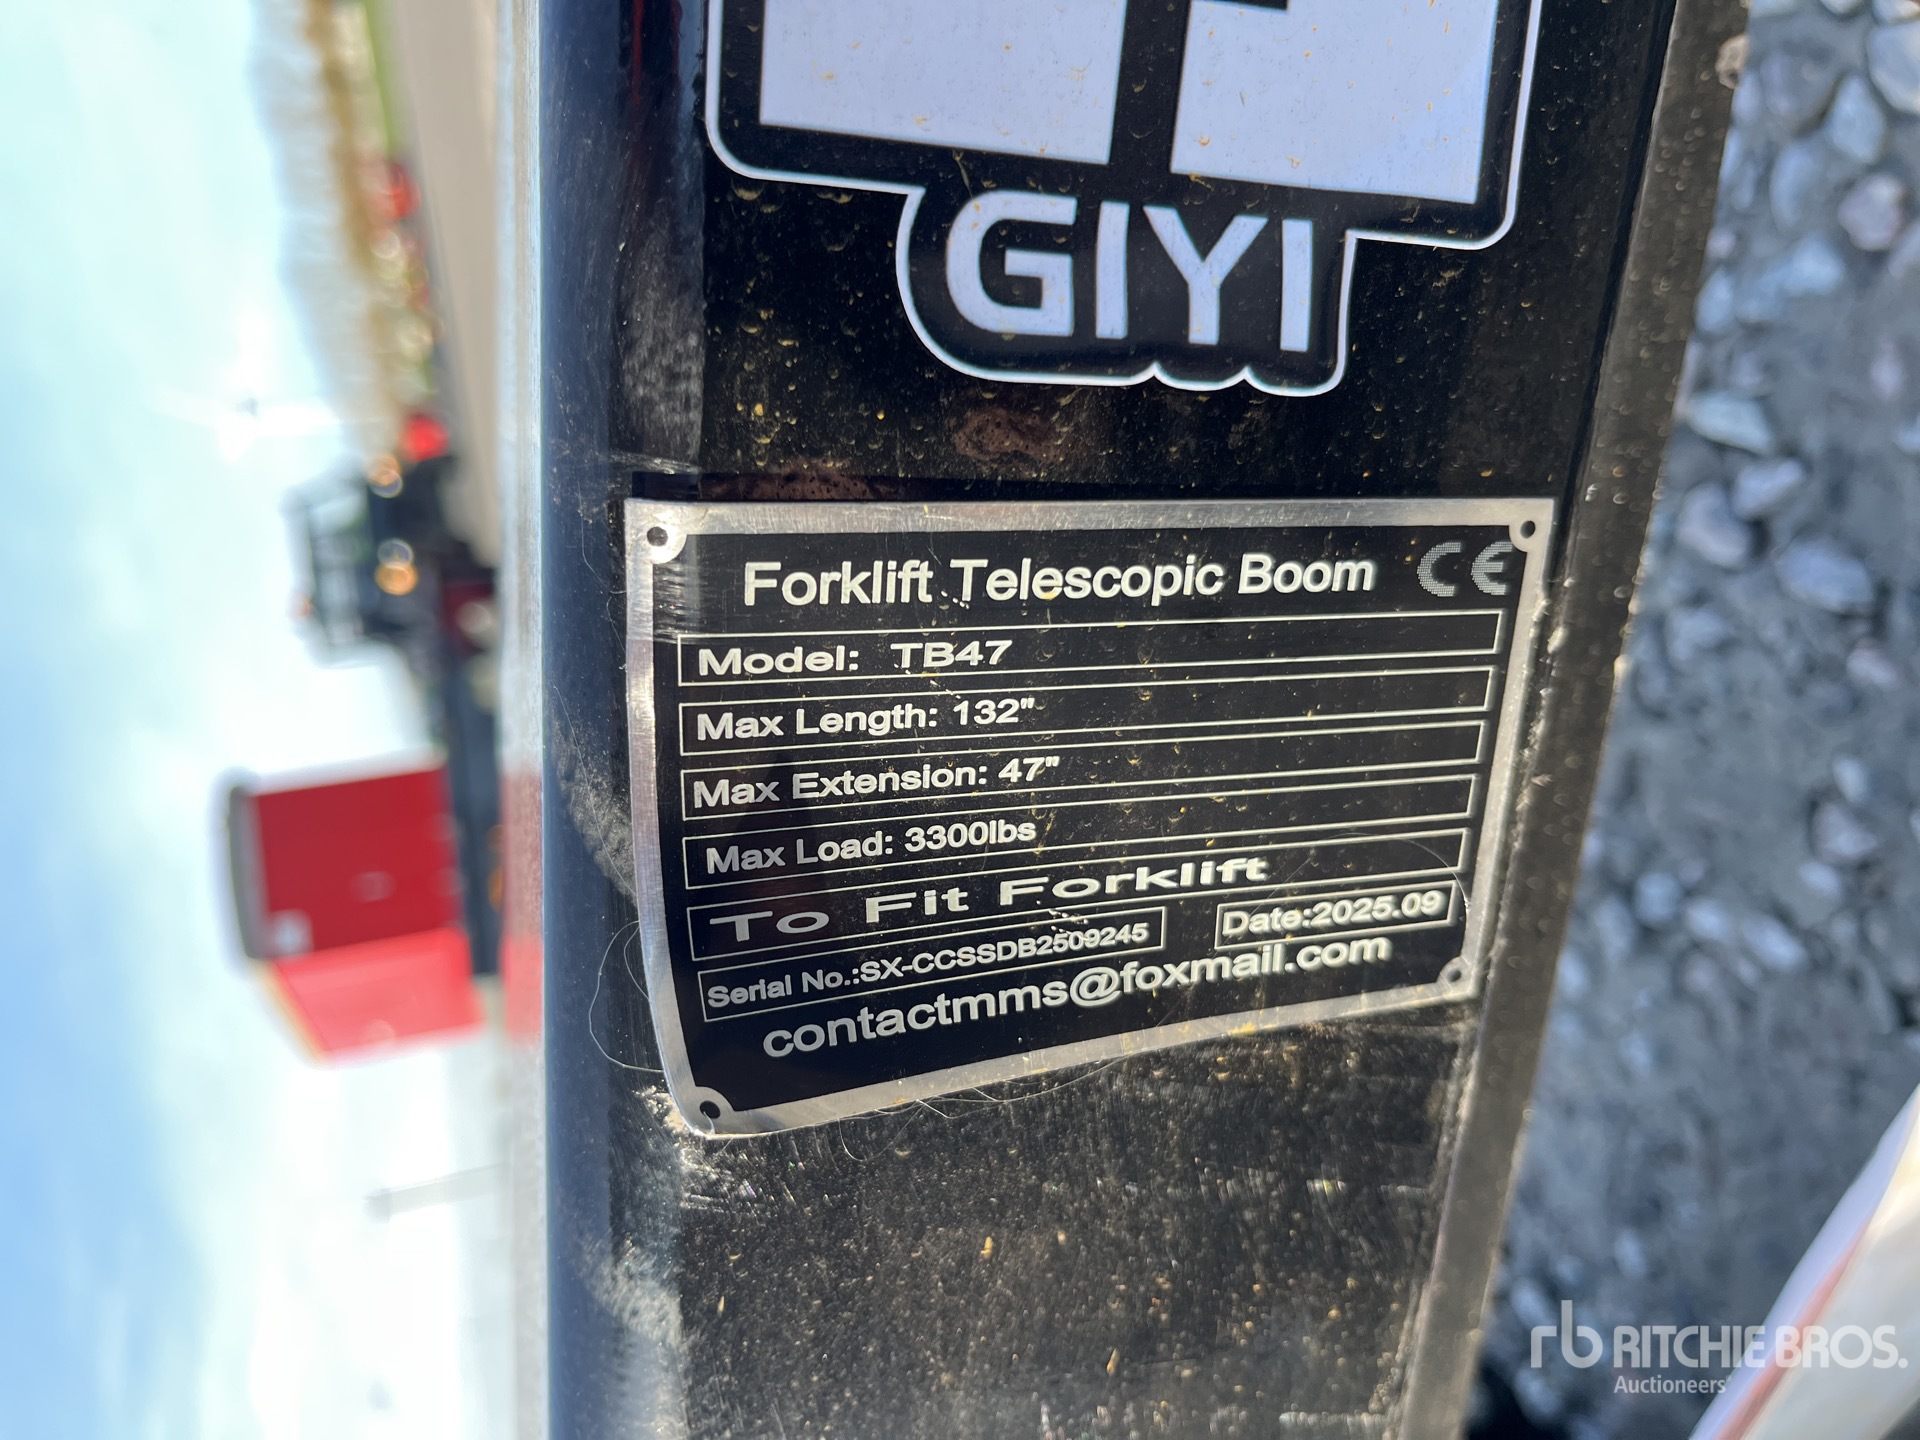 GIYI
Forklift Telescopic Boom CE
Model: TB47
Max Length: 132"
Max Extension: 47"
Max Load: 3300lbs
To Fit Forklift
Serial No.:SX-CCSSDB2509245 Date:2025.09
contactmms@foxmail.com
rb RITCHIE BROS.
Auctioneers